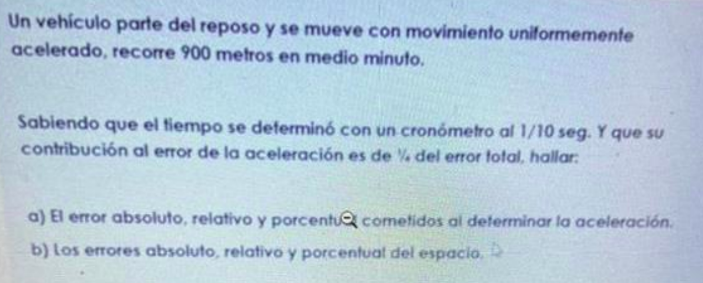 Un vehículo parte del reposo y se mueve con movimiento uniformemente
acelerado, recorre 900 metros en medio minuto.
Sabiendo que el tiempo se determinó con un cronómetro al 1/10 seg. Y que su
contribución al error de la aceleración es de ¼ del error total, hallar:
a) El error absoluto, relativo y porcentual cometidos al determinar la aceleración.
b) Los errores absoluto, relativo y porcentual del espacio.